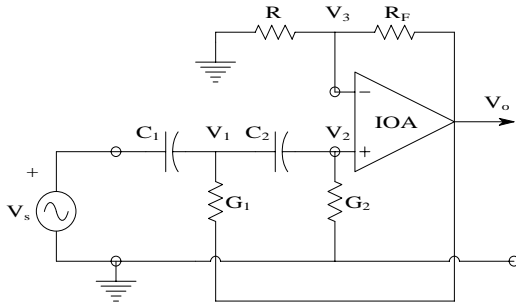 R V3 RF
− IOA Vo
C1 V1 C2 V2 +
+
Vs G1 G2